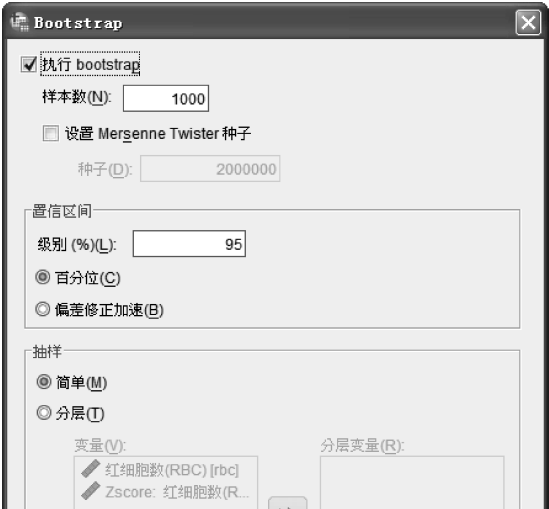 Bootstrap
执行 bootstrap
样本数(N): 1000
设置 Mersenne Twister 种子
种子(D): 2000000
置信区间
级别 (%)(L): 95
百分位(C)
偏差修正加速(B)
抽样
简单(M)
分层(T)
变量(V): 分层变量(R):
红细胞数(RBC) [rbc]
Zscore: 红细胞数(R...